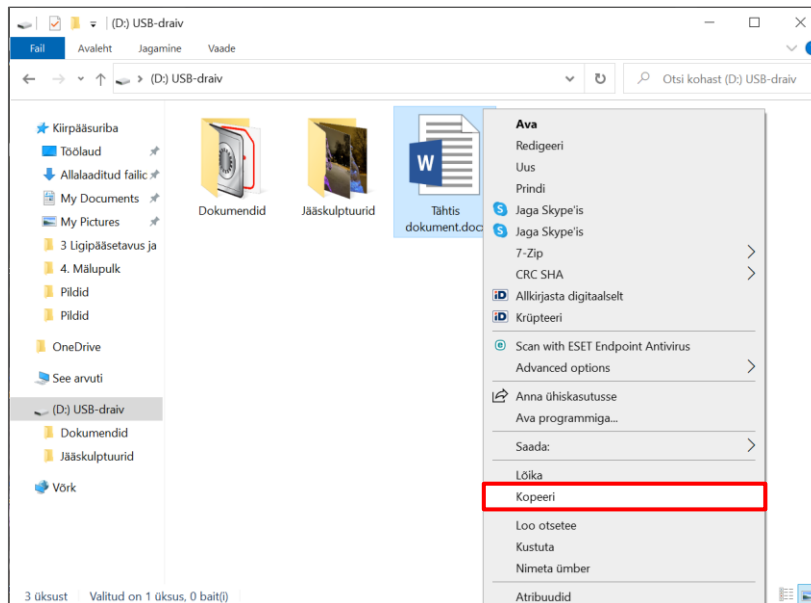 (D:) USB-draiv
Fail Avaleht Jagamine Vaade
(D:) USB-draiv
Otsi kohast (D:) USB-draiv
Kiirpääsuriba
Töölaud
Allalaaditud failic
My Documents
My Pictures
3 Ligipääsetavus ja
4. Mälupulk
Pildid
Pildid
OneDrive
See arvuti
(D:) USB-draiv
Dokumendid
Jääskulptuurid
Võrk
Dokumendid
Jääskulptuurid
W
Tähtis
dokument.docx
Ava
Redigeeri
Uus
Prindi
Jaga Skype'is
Jaga Skype'is
7-Zip
CRC SHA
Allkirjasta digitaalselt
Krüpteeri
Scan with ESET Endpoint Antivirus
Advanced options
Anna ühiskasutusse
Ava programmiga...
Saada:
Lõika
Kopeeri
Loo otsetee
Kustuta
Nimeta ümber
Atribuudid
3 üksust Valitud on 1 üksus, 0 bait(i)